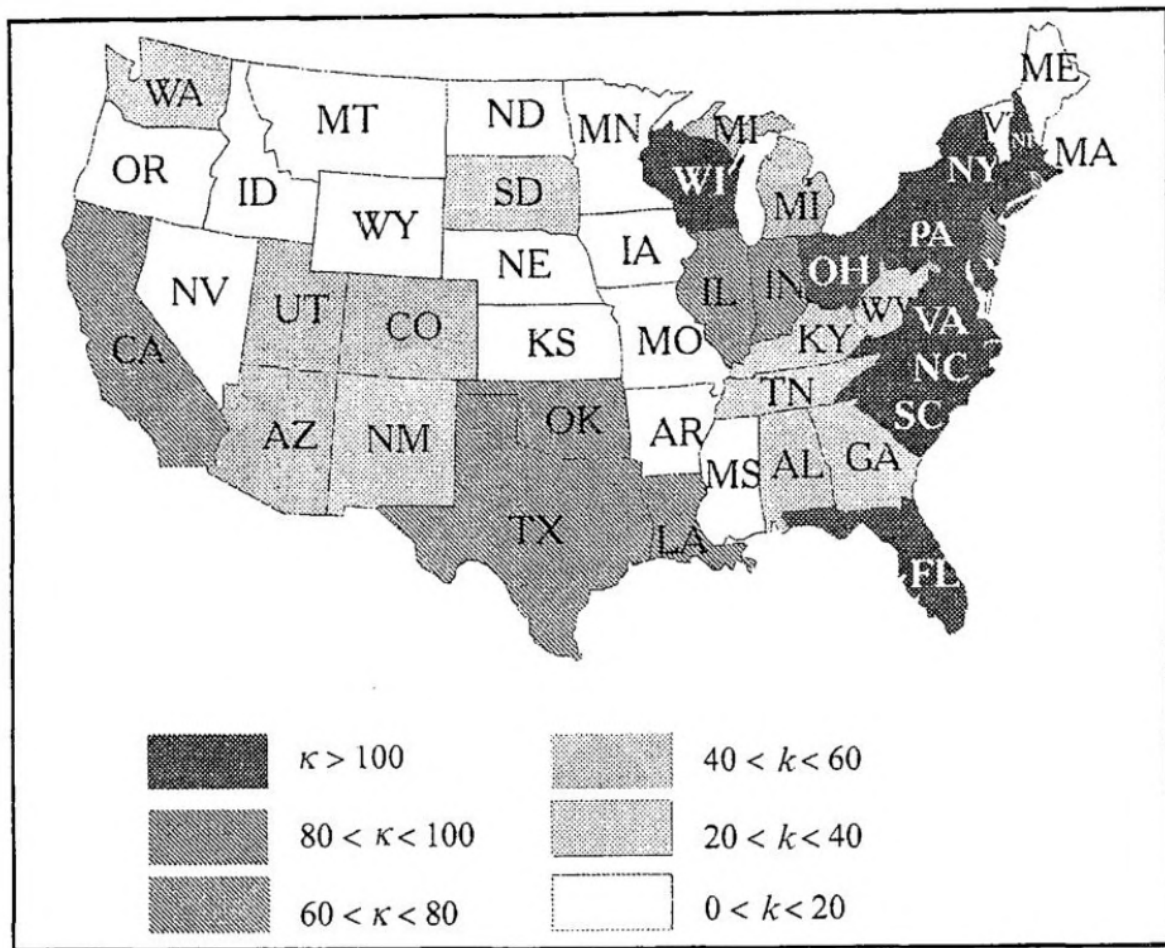 WA
MT
ND
MN
MI
ME
VT
NH
MA
OR
ID
SD
WI
MI
NY
WY
IA
PA
NV
NE
IL
IN
OH
UT
CO
KS
MO
KY
WV
VA
CA
NC
TN
SC
AZ
NM
OK
AR
MS
AL
GA
TX
LA
FL
κ > 100
40 < k < 60
80 < κ < 100
20 < k < 40
60 < κ < 80
0 < k < 20